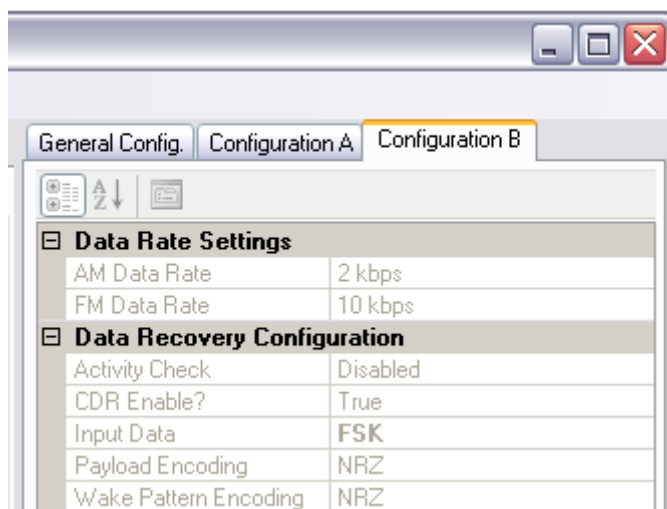 General Config. Configuration A Configuration B
Data Rate Settings
AM Data Rate 2 kbps
FM Data Rate 10 kbps
Data Recovery Configuration
Activity Check Disabled
CDR Enable? True
Input Data FSK
Payload Encoding NRZ
Wake Pattern Encoding NRZ